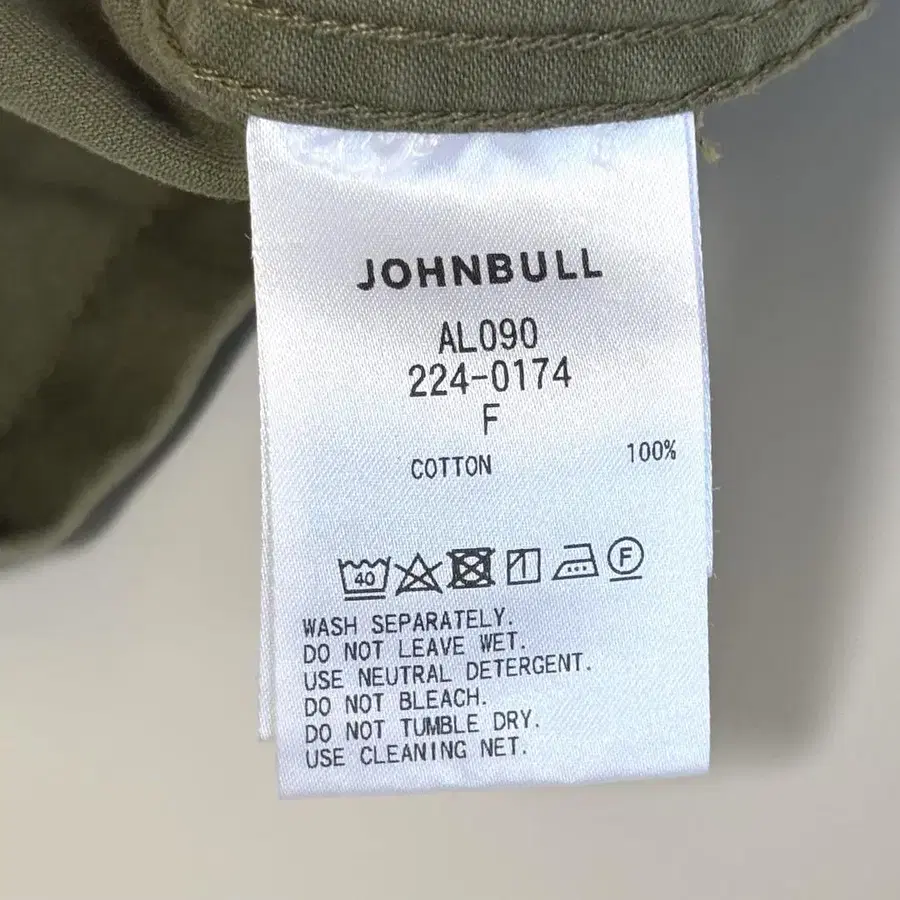 JOHNBULL
AL090
224-0174
F
COTTON 100%
40 F
WASH SEPARATELY.
DO NOT LEAVE WET.
USE NEUTRAL DETERGENT.
DO NOT BLEACH.
DO NOT TUMBLE DRY.
USE CLEANING NET.